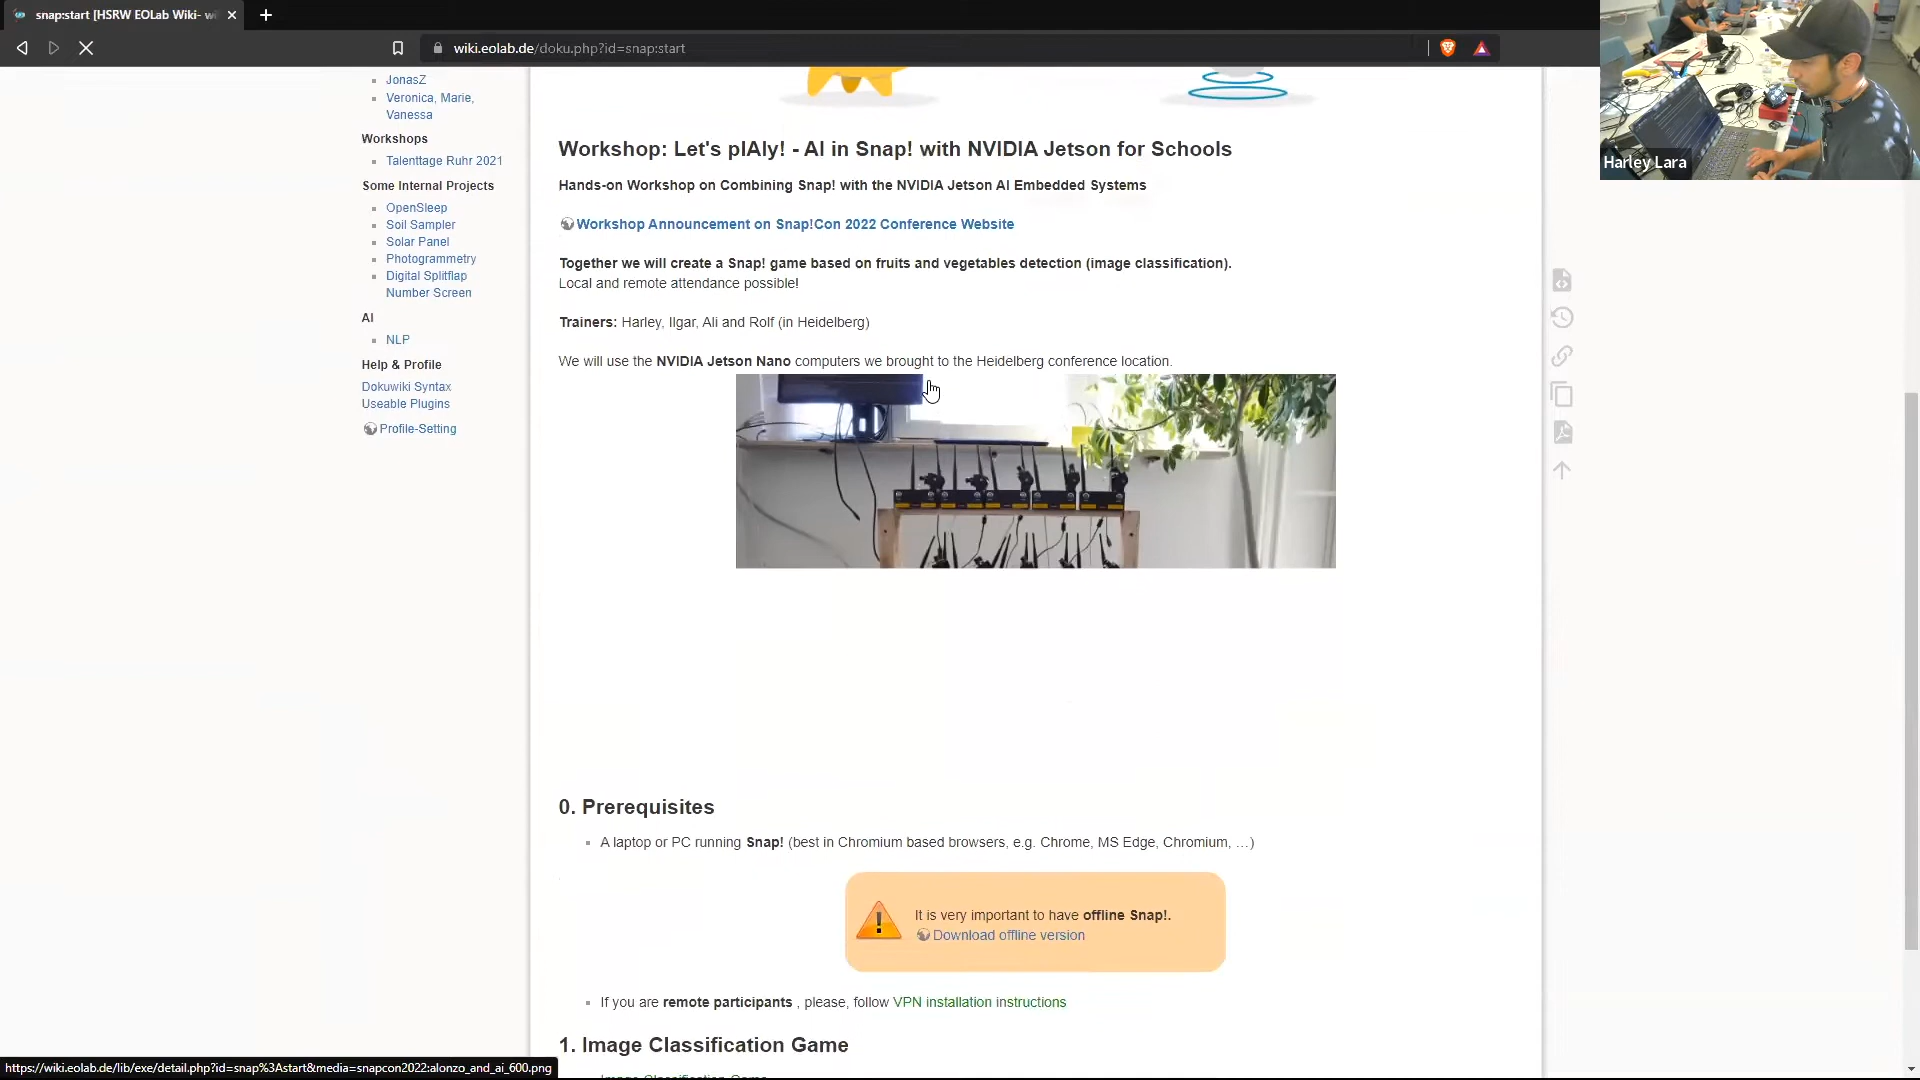 snap:start [HSRW EOLab Wiki- wi
wiki.eolab.de/doku.php?id=snap:start
Harley Lara
JonasZ
Veronica, Marie,
Vanessa
Workshops
Talenttage Ruhr 2021
Some Internal Projects
OpenSleep
Soil Sampler
Solar Panel
Photogrammetry
Digital Splitflap
Number Screen
AI
NLP
Help & Profile
Dokuwiki Syntax
Useable Plugins
Profile-Setting
Workshop: Let's plAIy! - AI in Snap! with NVIDIA Jetson for Schools
Hands-on Workshop on Combining Snap! with the NVIDIA Jetson AI Embedded Systems
Workshop Announcement on Snap!Con 2022 Conference Website
Together we will create a Snap! game based on fruits and vegetables detection (image classification).
Local and remote attendance possible!
Trainers: Harley, Ilgar, Ali and Rolf (in Heidelberg)
We will use the NVIDIA Jetson Nano computers we brought to the Heidelberg conference location.
0. Prerequisites
A laptop or PC running Snap! (best in Chromium based browsers, e.g. Chrome, MS Edge, Chromium, …)
It is very important to have offline Snap!.
Download offline version
If you are remote participants , please, follow VPN installation instructions
1. Image Classification Game
Image Classification Game
https://wiki.eolab.de/lib/exe/detail.php?id=snap%3Astart&media=snapcon2022:alonzo_and_ai_600.png